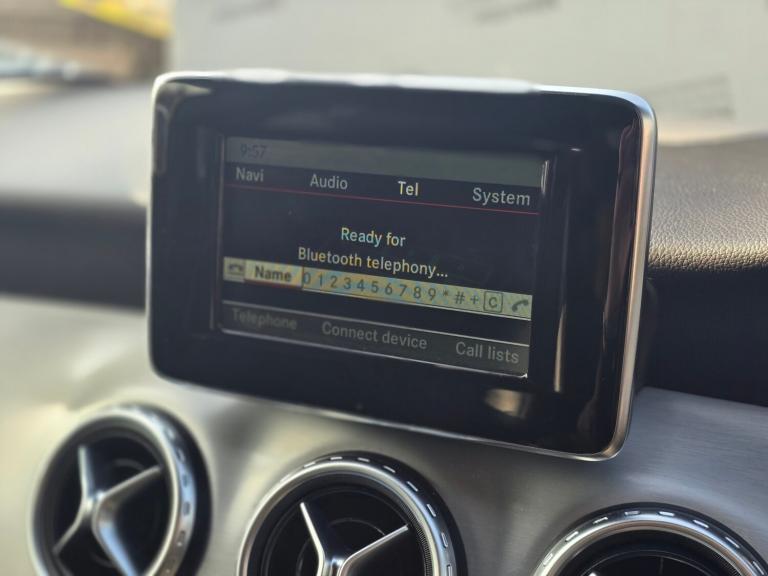 9:57
Navi Audio Tel System
Ready for
Bluetooth telephony...
Name 0 1 2 3 4 5 6 7 8 9 * # + C
Telephone Connect device Call lists